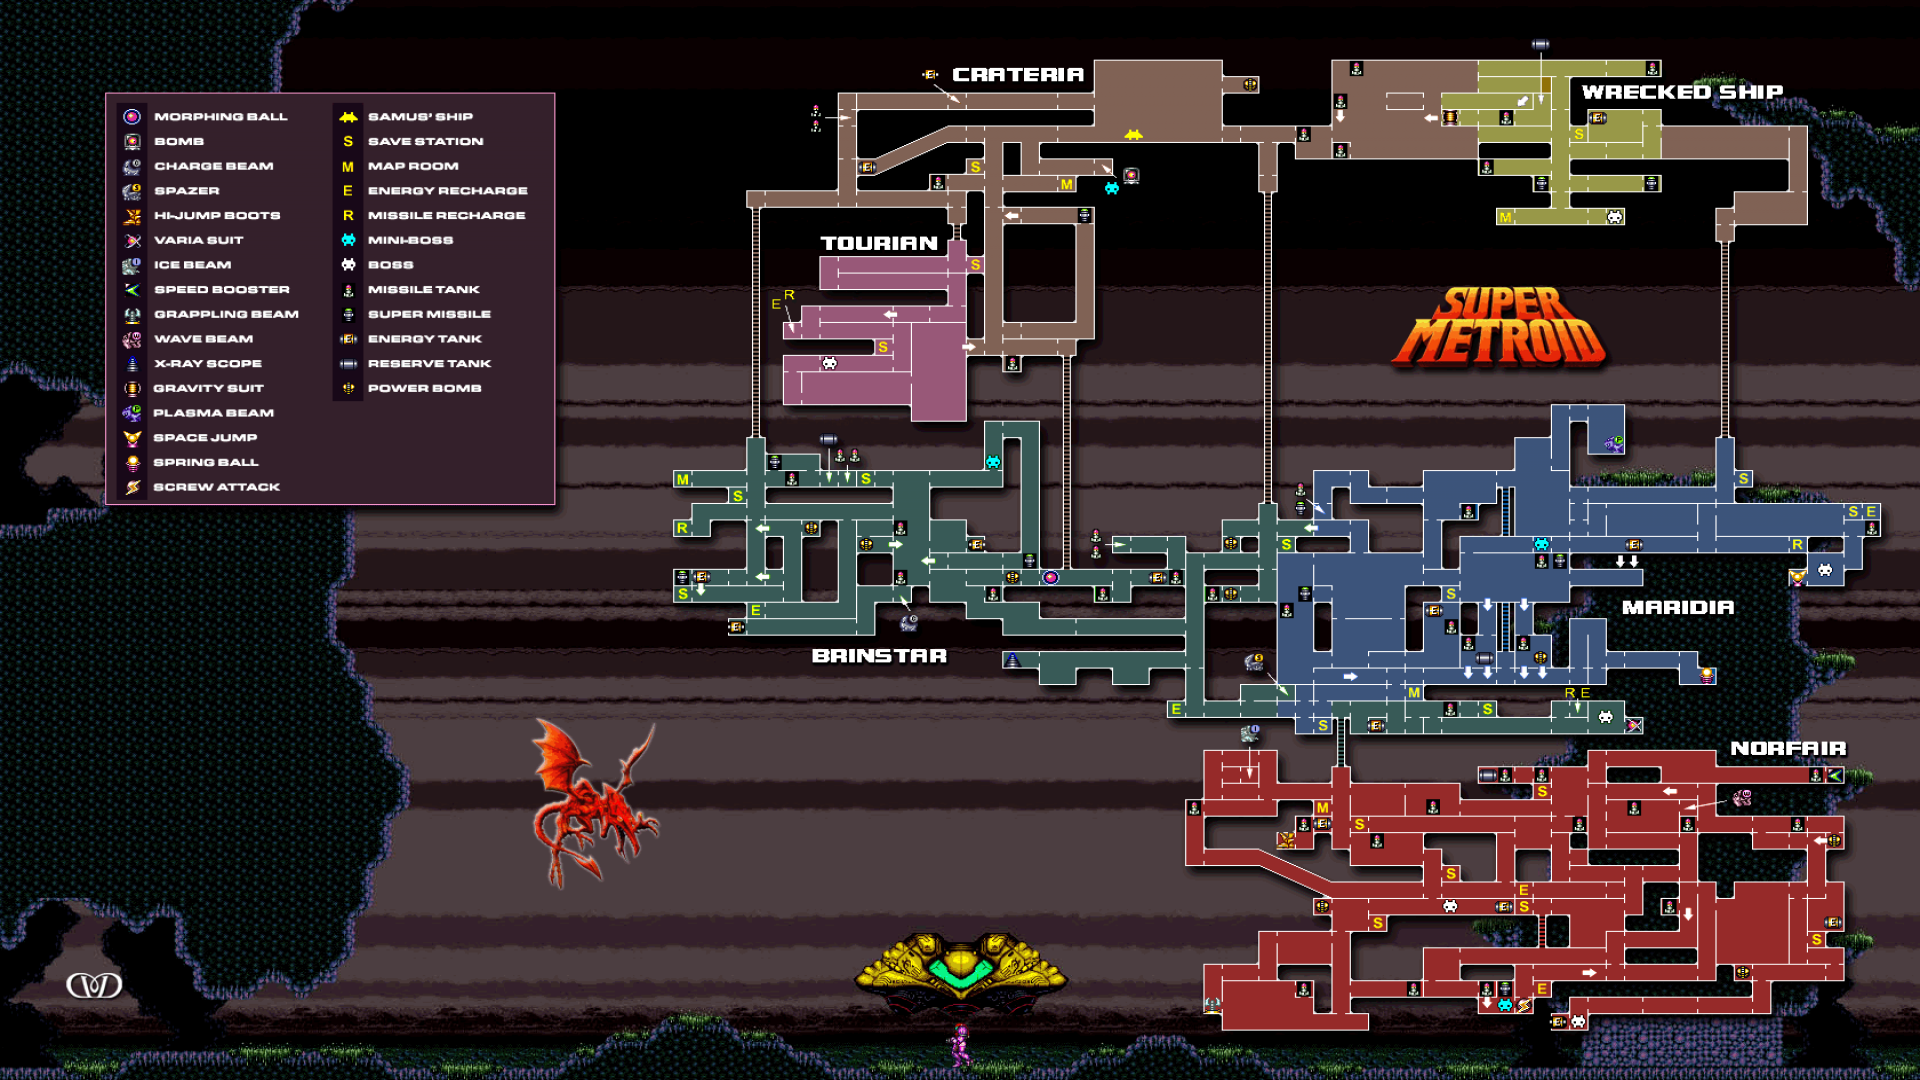 CRATERIA
WRECKED SHIP
MORPHING BALL
BOMB
CHARGE BEAM
SPAZER
HI-JUMP BOOTS
VARIA SUIT
ICE BEAM
SPEED BOOSTER
GRAPPLING BEAM
WAVE BEAM
X-RAY SCOPE
GRAVITY SUIT
PLASMA BEAM
SPACE JUMP
SPRING BALL
SCREW ATTACK
SAMUS' SHIP
S SAVE STATION
M MAP ROOM
E ENERGY RECHARGE
R MISSILE RECHARGE
MINI-BOSS
BOSS
MISSILE TANK
SUPER MISSILE
ENERGY TANK
RESERVE TANK
POWER BOMB
S
S
M
M
TOURIAN
S
R
E
S
SUPER
METROID
M
S
S
R
S
E
BRINSTAR
S
S E
S
R
S
MARIDIA
M
R E
E
S
S
NORFAIR
S
M
S
S
E
S
S
S
E